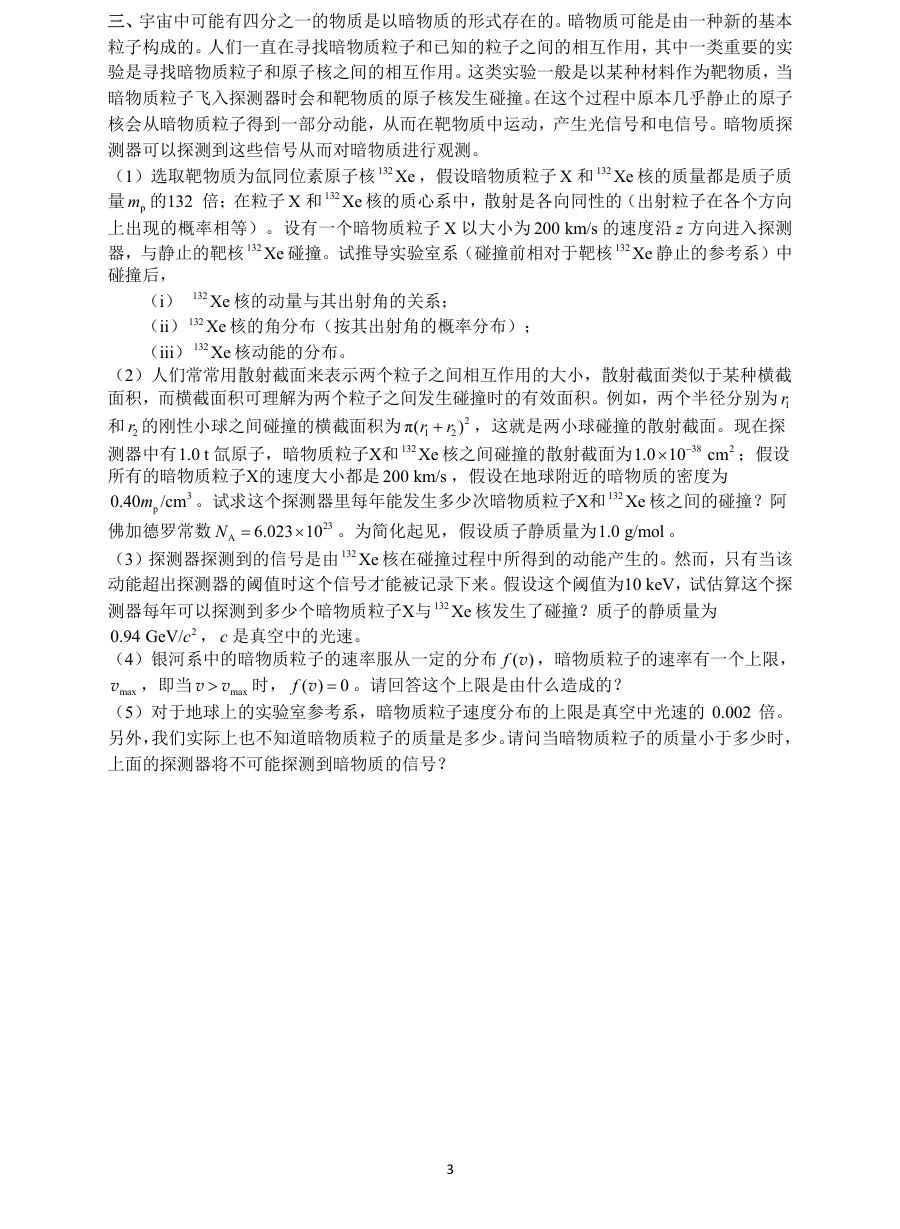 三、宇宙中可能有四分之一的物质是以暗物质的形式存在的。暗物质可能是由一种新的基本
粒子构成的。人们一直在寻找暗物质粒子和已知的粒子之间的相互作用，其中一类重要的实
验是寻找暗物质粒子和原子核之间的相互作用。这类实验一般是以某种材料作为靶物质，当
暗物质粒子飞入探测器时会和靶物质的原子核发生碰撞。在这个过程中原本几乎静止的原子
核会从暗物质粒子得到一部分动能，从而在靶物质中运动，产生光信号和电信号。暗物质探
测器可以探测到这些信号从而对暗物质进行观测。
（1）选取靶物质为氙同位素原子核 ¹³²Xe，假设暗物质粒子 X 和 ¹³²Xe 核的质量都是质子质
量 mₚ 的132 倍；在粒子 X 和 ¹³²Xe 核的质心系中，散射是各向同性的（出射粒子在各个方向
上出现的概率相等）。设有一个暗物质粒子 X 以大小为 200 km/s 的速度沿 z 方向进入探测
器，与静止的靶核 ¹³²Xe 碰撞。试推导实验室系（碰撞前相对于靶核 ¹³²Xe 静止的参考系）中
碰撞后，
（i） ¹³²Xe 核的动量与其出射角的关系；
（ii）¹³²Xe 核的角分布（按其出射角的概率分布）；
（iii）¹³²Xe 核动能的分布。
（2）人们常常用散射截面来表示两个粒子之间相互作用的大小，散射截面类似于某种横截
面积，而横截面积可理解为两个粒子之间发生碰撞时的有效面积。例如，两个半径分别为 r₁
和 r₂ 的刚性小球之间碰撞的横截面积为 π(r₁ + r₂)²，这就是两小球碰撞的散射截面。现在探
测器中有1.0 t 氙原子，暗物质粒子X和 ¹³²Xe 核之间碰撞的散射截面为1.0×10⁻³⁸ cm²；假设
所有的暗物质粒子X的速度大小都是 200 km/s，假设在地球附近的暗物质的密度为
0.40mₚ/cm³。试求这个探测器里每年能发生多少次暗物质粒子X和 ¹³²Xe 核之间的碰撞？阿
佛加德罗常数 N_A = 6.023×10²³。为简化起见，假设质子静质量为1.0 g/mol。
（3）探测器探测到的信号是由 ¹³²Xe 核在碰撞过程中所得到的动能产生的。然而，只有当该
动能超出探测器的阈值时这个信号才能被记录下来。假设这个阈值为10 keV，试估算这个探
测器每年可以探测到多少个暗物质粒子X与 ¹³²Xe 核发生了碰撞？质子的静质量为
0.94 GeV/c²，c 是真空中的光速。
（4）银河系中的暗物质粒子的速率服从一定的分布 f(v)，暗物质粒子的速率有一个上限，
v_max，即当 v > v_max 时， f(v) = 0。请回答这个上限是由什么造成的？
（5）对于地球上的实验室参考系，暗物质粒子速度分布的上限是真空中光速的 0.002 倍。
另外，我们实际上也不知道暗物质粒子的质量是多少。请问当暗物质粒子的质量小于多少时，
上面的探测器将不可能探测到暗物质的信号？
3